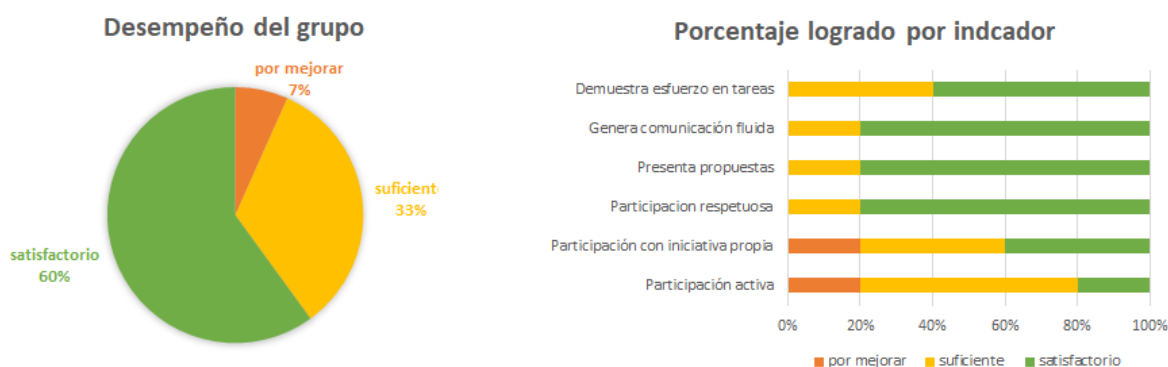 Desempeño del grupo
por mejorar
7%
suficient
33%
satisfactorio
60%
Porcentaje logrado por indcador
Demuestra esfuerzo en tareas
Genera comunicación fluida
Presenta propuestas
Participacion respetuosa
Participación con iniciativa propia
Participación activa
0% 20% 40% 60% 80% 100%
por mejorar suficiente satisfactorio